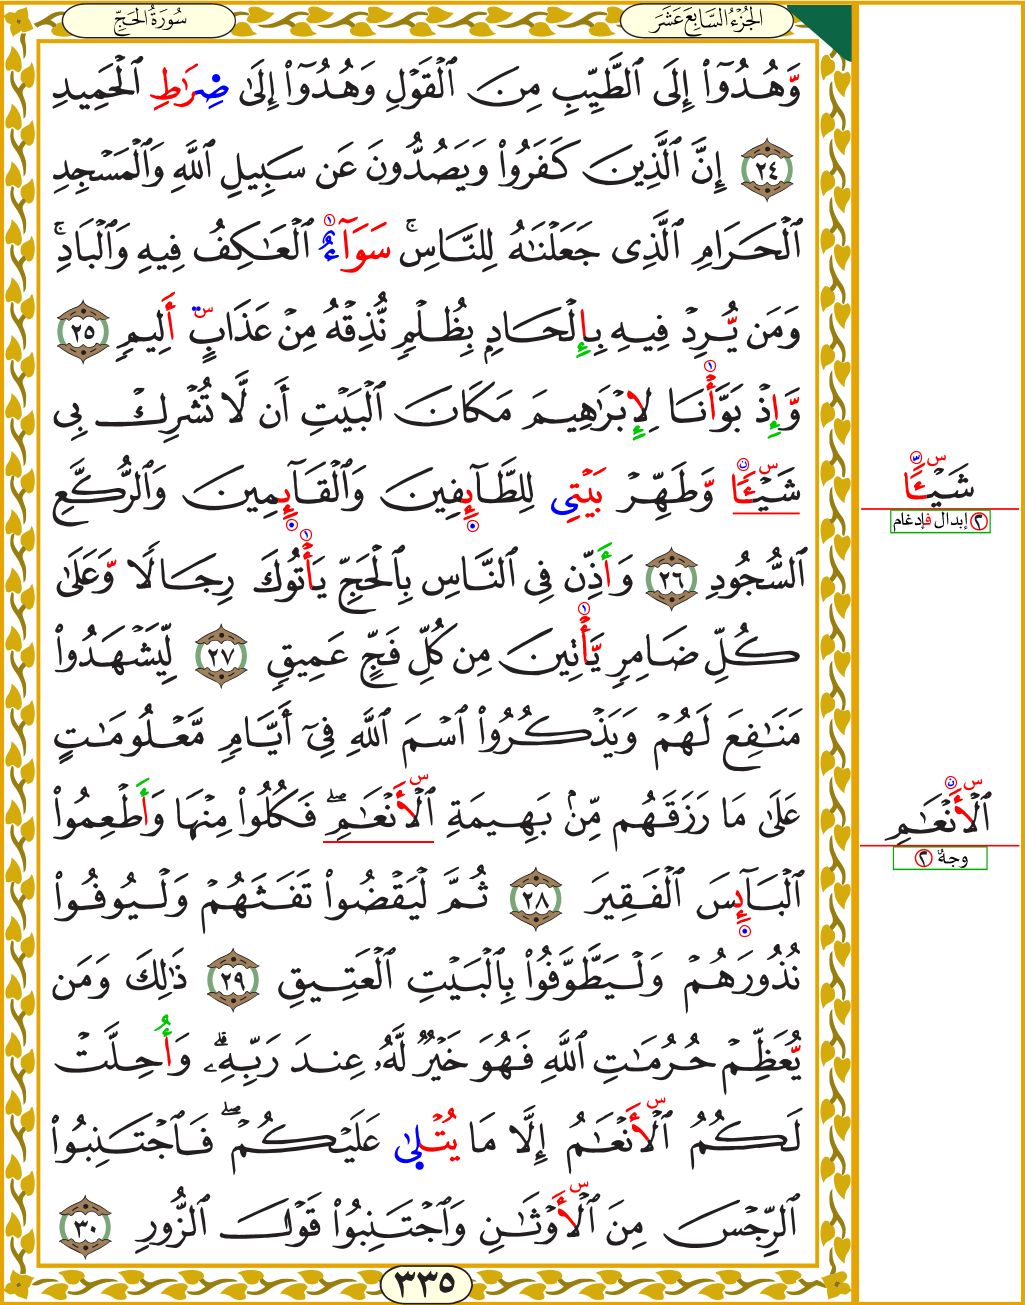 الجُزْءُ السَّابِعَ عَشَرَ
سُورَةُ الحَجِّ
وَّهُدُوٓا۟ إِلَى ٱلطَّيِّبِ مِنَ ٱلْقَوْلِ وَهُدُوٓا۟ إِلَىٰ صِرَٰطِ ٱلْحَمِيدِ
٢٤ إِنَّ ٱلَّذِينَ كَفَرُوا۟ وَيَصُدُّونَ عَن سَبِيلِ ٱللَّهِ وَٱلْمَسْجِدِ
ٱلْحَرَامِ ٱلَّذِى جَعَلْنَٰهُ لِلنَّاسِ ۚ سَوَآءٌ ٱلْعَٰكِفُ فِيهِ وَٱلْبَادِ ۚ
وَمَن يُّرِدْ فِيهِ بِإِلْحَادِۭ بِظُلْمٍ نُّذِقْهُ مِنْ عَذَابٍ أَلِيمٍ ٢٥
وَّإِذْ بَوَّأْنَا لِإِبْرَٰهِيمَ مَكَانَ ٱلْبَيْتِ أَن لَّا تُشْرِكْ بِى
شَيْـًٔا وَّطَهِّرْ بَيْتِى لِلطَّآئِفِينَ وَٱلْقَآئِمِينَ وَٱلرُّكَّعِ
ٱلسُّجُودِ ٢٦ وَأَذِّن فِى ٱلنَّاسِ بِٱلْحَجِّ يَأْتُوكَ رِجَالًا وَّعَلَىٰ
كُلِّ ضَامِرٍ يَّأْتِينَ مِن كُلِّ فَجٍّ عَمِيقٍ ٢٧ لِّيَشْهَدُوا۟
مَنَٰفِعَ لَهُمْ وَيَذْكُرُوا۟ ٱسْمَ ٱللَّهِ فِىٓ أَيَّامٍ مَّعْلُومَٰتٍ
عَلَىٰ مَا رَزَقَهُم مِّنۢ بَهِيمَةِ ٱلْأَنْعَٰمِ ۖ فَكُلُوا۟ مِنْهَا وَأَطْعِمُوا۟
ٱلْبَآئِسَ ٱلْفَقِيرَ ٢٨ ثُمَّ لْيَقْضُوا۟ تَفَثَهُمْ وَلْيُوفُوا۟
نُذُورَهُمْ وَلْيَطَّوَّفُوا۟ بِٱلْبَيْتِ ٱلْعَتِيقِ ٢٩ ذَٰلِكَ وَمَن
يُّعَظِّمْ حُرُمَٰتِ ٱللَّهِ فَهُوَ خَيْرٌ لَّهُۥ عِندَ رَبِّهِۦ ۗ وَأُحِلَّتْ
لَكُمُ ٱلْأَنْعَٰمُ إِلَّا مَا يُتْلَىٰ عَلَيْكُمْ ۖ فَٱجْتَنِبُوا۟
ٱلرِّجْسَ مِنَ ٱلْأَوْثَٰنِ وَٱجْتَنِبُوا۟ قَوْلَ ٱلزُّورِ ٣٠
٣٣٥
شَيْـًٔا
٢ إبدال فإدغام
ٱلْأَنْعَٰمِ
وجهٌ ٢